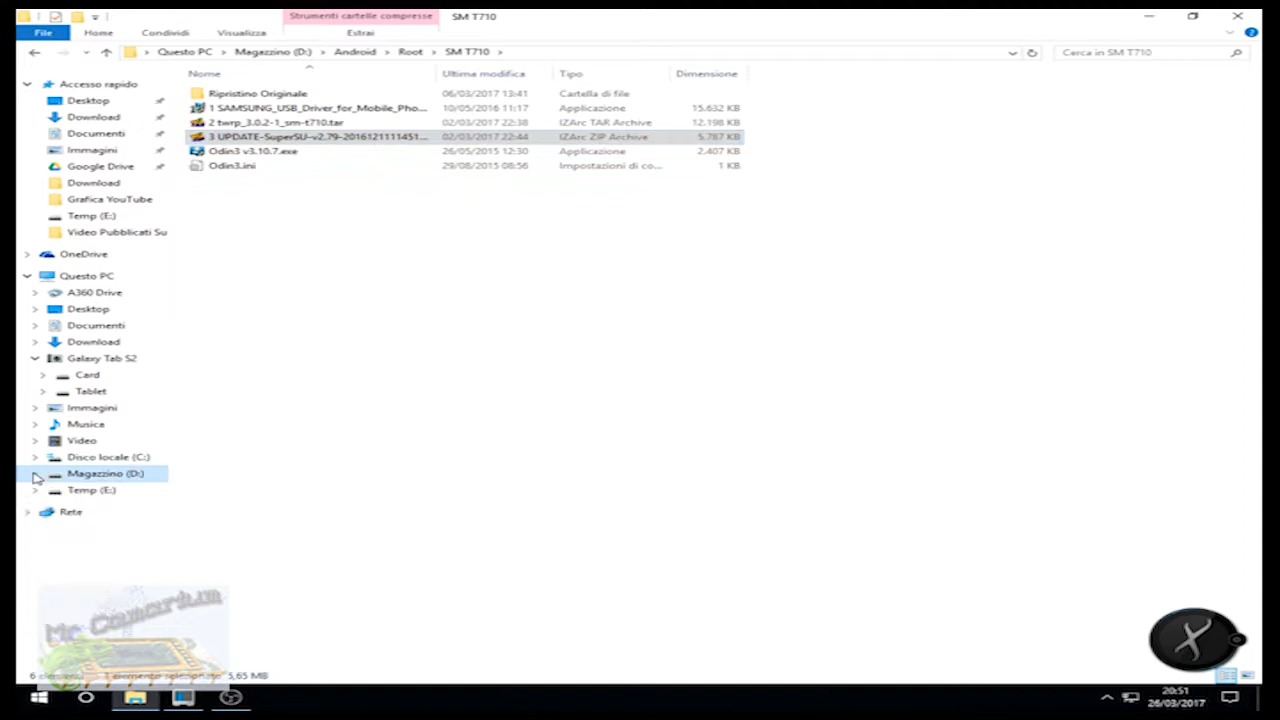 Strumenti cartelle compresse SM T710
File Home Condividi Visualizza Estrai
Questo PC > Magazzino (D:) > Android > Root > SM T710 > Cerca in SM T710
Nome Ultima modifica Tipo Dimensione
Ripristino Originale 06/03/2017 13:41 Cartella di file
1 SAMSUNG_USB_Driver_for_Mobile_Pho... 10/05/2016 11:17 Applicazione 15.632 KB
2 twrp_3.0.2-1_sm-t710.tar 02/03/2017 22:38 IZArc TAR Archive 12.198 KB
3 UPDATE-SuperSU-v2.79-2016121111451... 02/03/2017 22:44 IZArc ZIP Archive 5.787 KB
Odin3 v3.10.7.exe 26/05/2015 12:30 Applicazione 2.407 KB
Odin3.ini 29/08/2015 08:56 Impostazioni di co... 1 KB
Accesso rapido
Desktop
Download
Documenti
Immagini
Google Drive
Download
Grafica YouTube
Temp (E:)
Video Pubblicati Su
OneDrive
Questo PC
A360 Drive
Desktop
Documenti
Download
Galaxy Tab S2
Card
Tablet
Immagini
Musica
Video
Disco locale (C:)
Magazzino (D:)
Temp (E:)
Rete
5,65 MB
20:51
26/03/2017